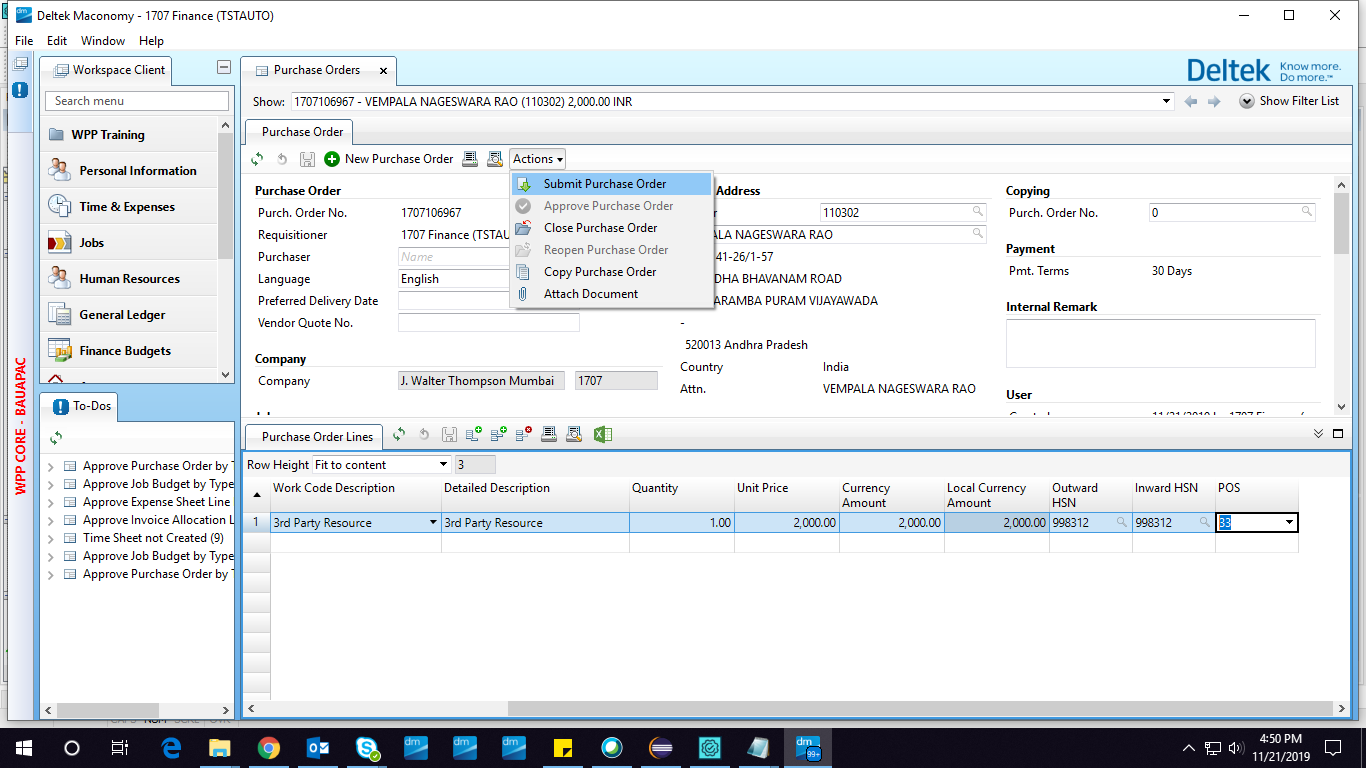 Deltek Maconomy - 1707 Finance (TSTAUTO)
File Edit Window Help
Workspace Client
Search menu
WPP Training
Personal Information
Time & Expenses
Jobs
Human Resources
General Ledger
Finance Budgets
WPP CORE - BAUAPAC
To-Dos
Approve Purchase Order by
Approve Job Budget by Type
Approve Expense Sheet Line
Approve Invoice Allocation L
Time Sheet not Created (9)
Approve Job Budget by Type
Approve Purchase Order by
Purchase Orders
Deltek Know more. Do more.™
Show: 1707106967 - VEMPALA NAGESWARA RAO (110302) 2,000.00 INR
Show Filter List
Purchase Order
New Purchase Order Actions
Submit Purchase Order
Approve Purchase Order
Close Purchase Order
Reopen Purchase Order
Copy Purchase Order
Attach Document
Purchase Order
Purch. Order No. 1707106967
Requisitioner 1707 Finance (TSTAU
Purchaser Name
Language English
Preferred Delivery Date
Vendor Quote No.
Company
Company J. Walter Thompson Mumbai 1707
Address
110302
ALA NAGESWARA RAO
41-26/1-57
DHA BHAVANAM ROAD
ARAMBA PURAM VIJAYAWADA
-
520013 Andhra Pradesh
Country India
Attn. VEMPALA NAGESWARA RAO
Copying
Purch. Order No. 0
Payment
Pmt. Terms 30 Days
Internal Remark
User
Purchase Order Lines
Row Height Fit to content 3
Work Code Description Detailed Description Quantity Unit Price Currency Amount Local Currency Amount Outward HSN Inward HSN POS
1 3rd Party Resource 3rd Party Resource 1.00 2,000.00 2,000.00 2,000.00 998312 998312 33
99+
4:50 PM
11/21/2019